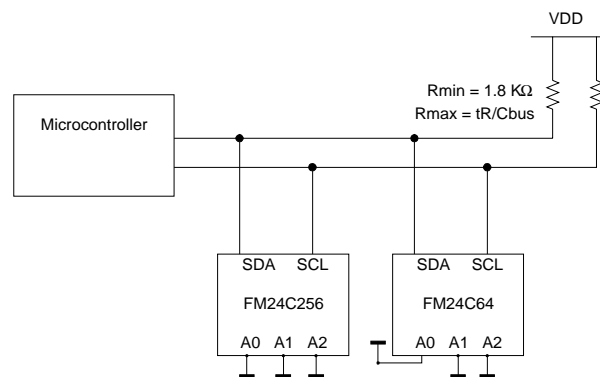 VDD
Rmin = 1.8 KΩ
Rmax = tR/Cbus
Microcontroller
SDA SCL
FM24C256
A0 A1 A2
SDA SCL
FM24C64
A0 A1 A2